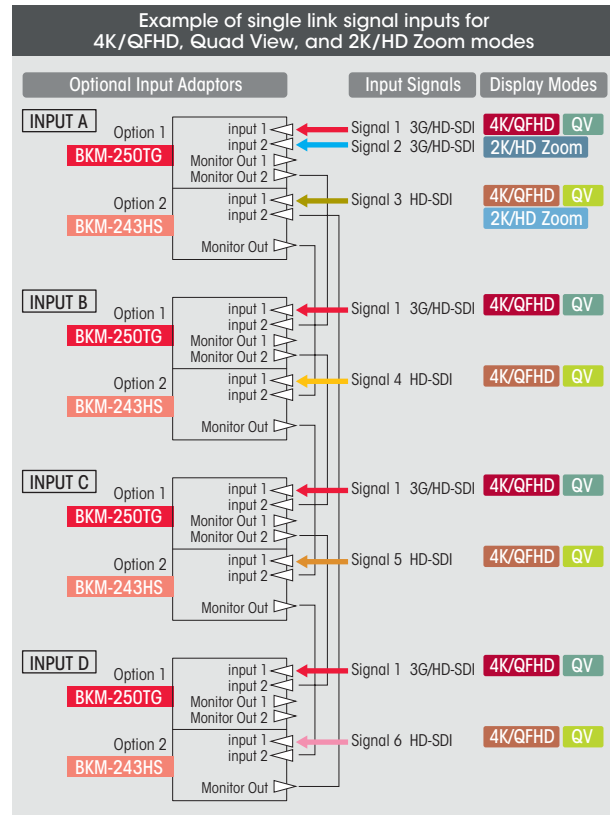 Example of single link signal inputs for
4K/QFHD, Quad View, and 2K/HD Zoom modes
Optional Input Adaptors Input Signals Display Modes
INPUT A
Option 1 input 1 Signal 1 3G/HD-SDI 4K/QFHD QV
BKM-250TG input 2 Signal 2 3G/HD-SDI 2K/HD Zoom
Monitor Out 1
Monitor Out 2
Option 2 input 1 Signal 3 HD-SDI 4K/QFHD QV
BKM-243HS input 2 2K/HD Zoom
Monitor Out
INPUT B
Option 1 input 1 Signal 1 3G/HD-SDI 4K/QFHD QV
BKM-250TG input 2
Monitor Out 1
Monitor Out 2
Option 2 input 1 Signal 4 HD-SDI 4K/QFHD QV
BKM-243HS input 2
Monitor Out
INPUT C
Option 1 input 1 Signal 1 3G/HD-SDI 4K/QFHD QV
BKM-250TG input 2
Monitor Out 1
Monitor Out 2
Option 2 input 1 Signal 5 HD-SDI 4K/QFHD QV
BKM-243HS input 2
Monitor Out
INPUT D
Option 1 input 1 Signal 1 3G/HD-SDI 4K/QFHD QV
BKM-250TG input 2
Monitor Out 1
Monitor Out 2
Option 2 input 1 Signal 6 HD-SDI 4K/QFHD QV
BKM-243HS input 2
Monitor Out